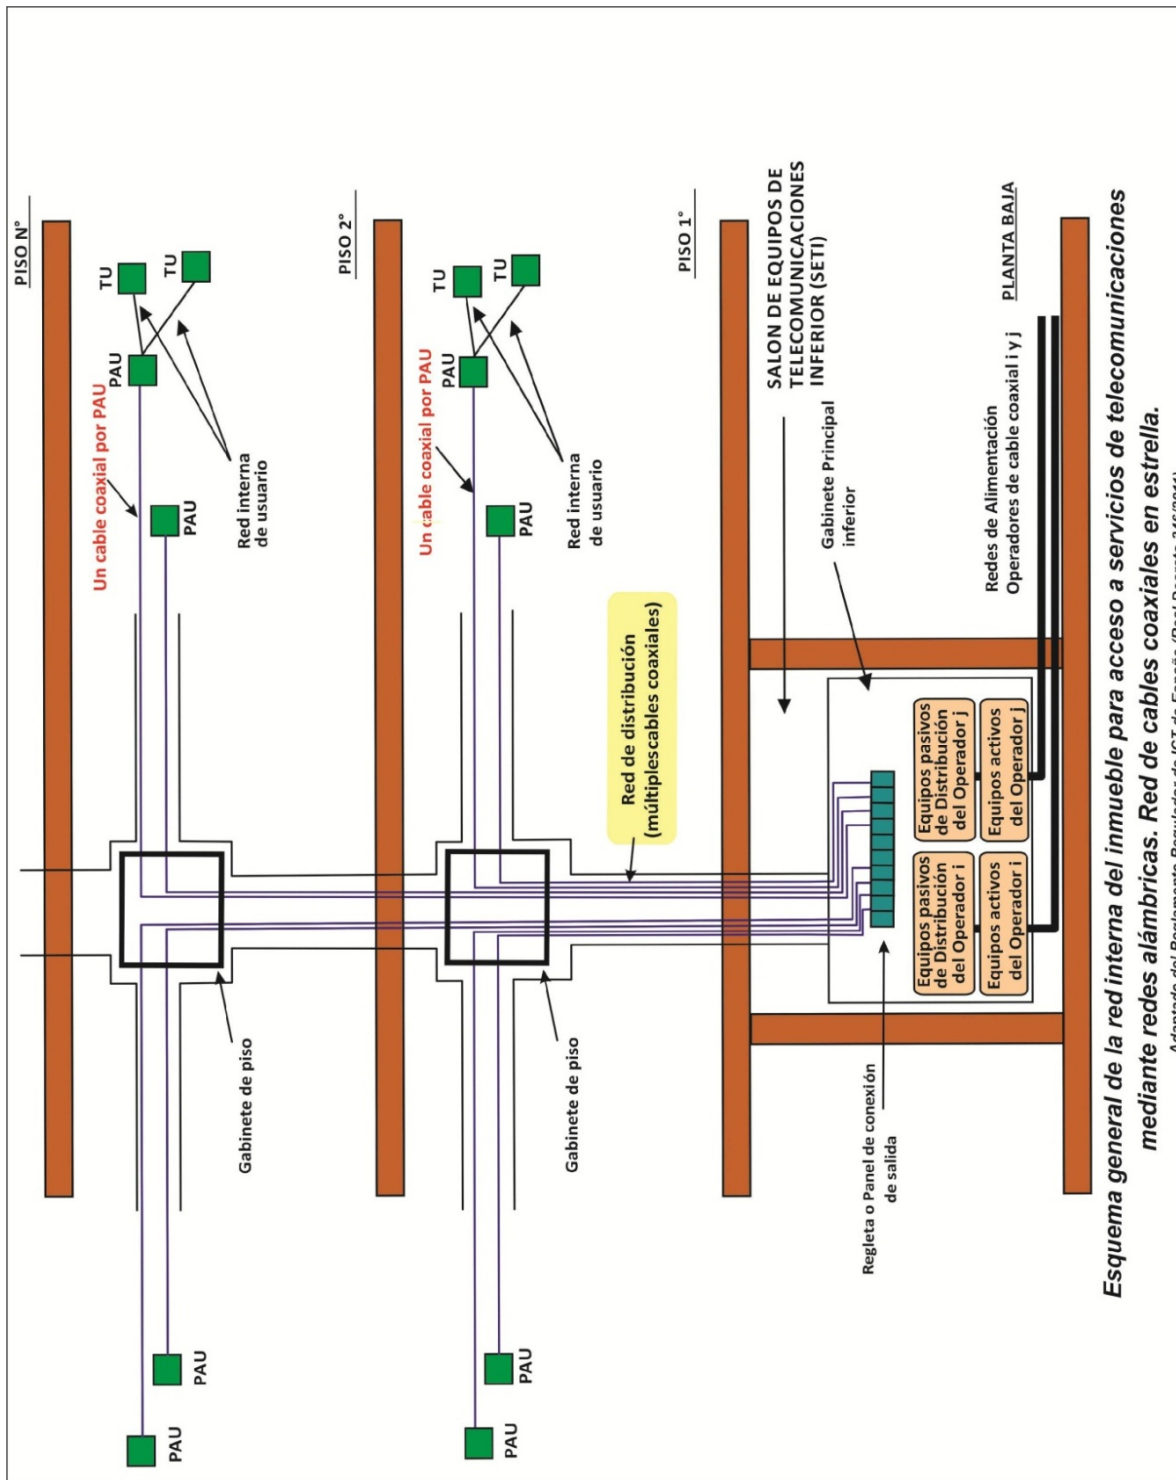 PISO N°
TU
TU
PAU
Un cable coaxial por PAU
PAU
Red interna
de usuario
Gabinete de piso
PAU
PAU
PISO 2°
TU
TU
PAU
Un cable coaxial por PAU
PAU
Red interna
de usuario
Gabinete de piso
PAU
PAU
Red de distribución
(múltiplescables coaxiales)
PISO 1°
SALON DE EQUIPOS DE
TELECOMUNICACIONES
INFERIOR (SETI)
Gabinete Principal
inferior
Regleta o Panel de conexión
de salida
Equipos pasivos
de Distribución
del Operador i
Equipos pasivos
de Distribución
del Operador j
Equipos activos
del Operador i
Equipos activos
del Operador j
Redes de Alimentación
Operadores de cable coaxial i y j
PLANTA BAJA
Esquema general de la red interna del inmueble para acceso a servicios de telecomunicaciones
mediante redes alámbricas. Red de cables coaxiales en estrella.